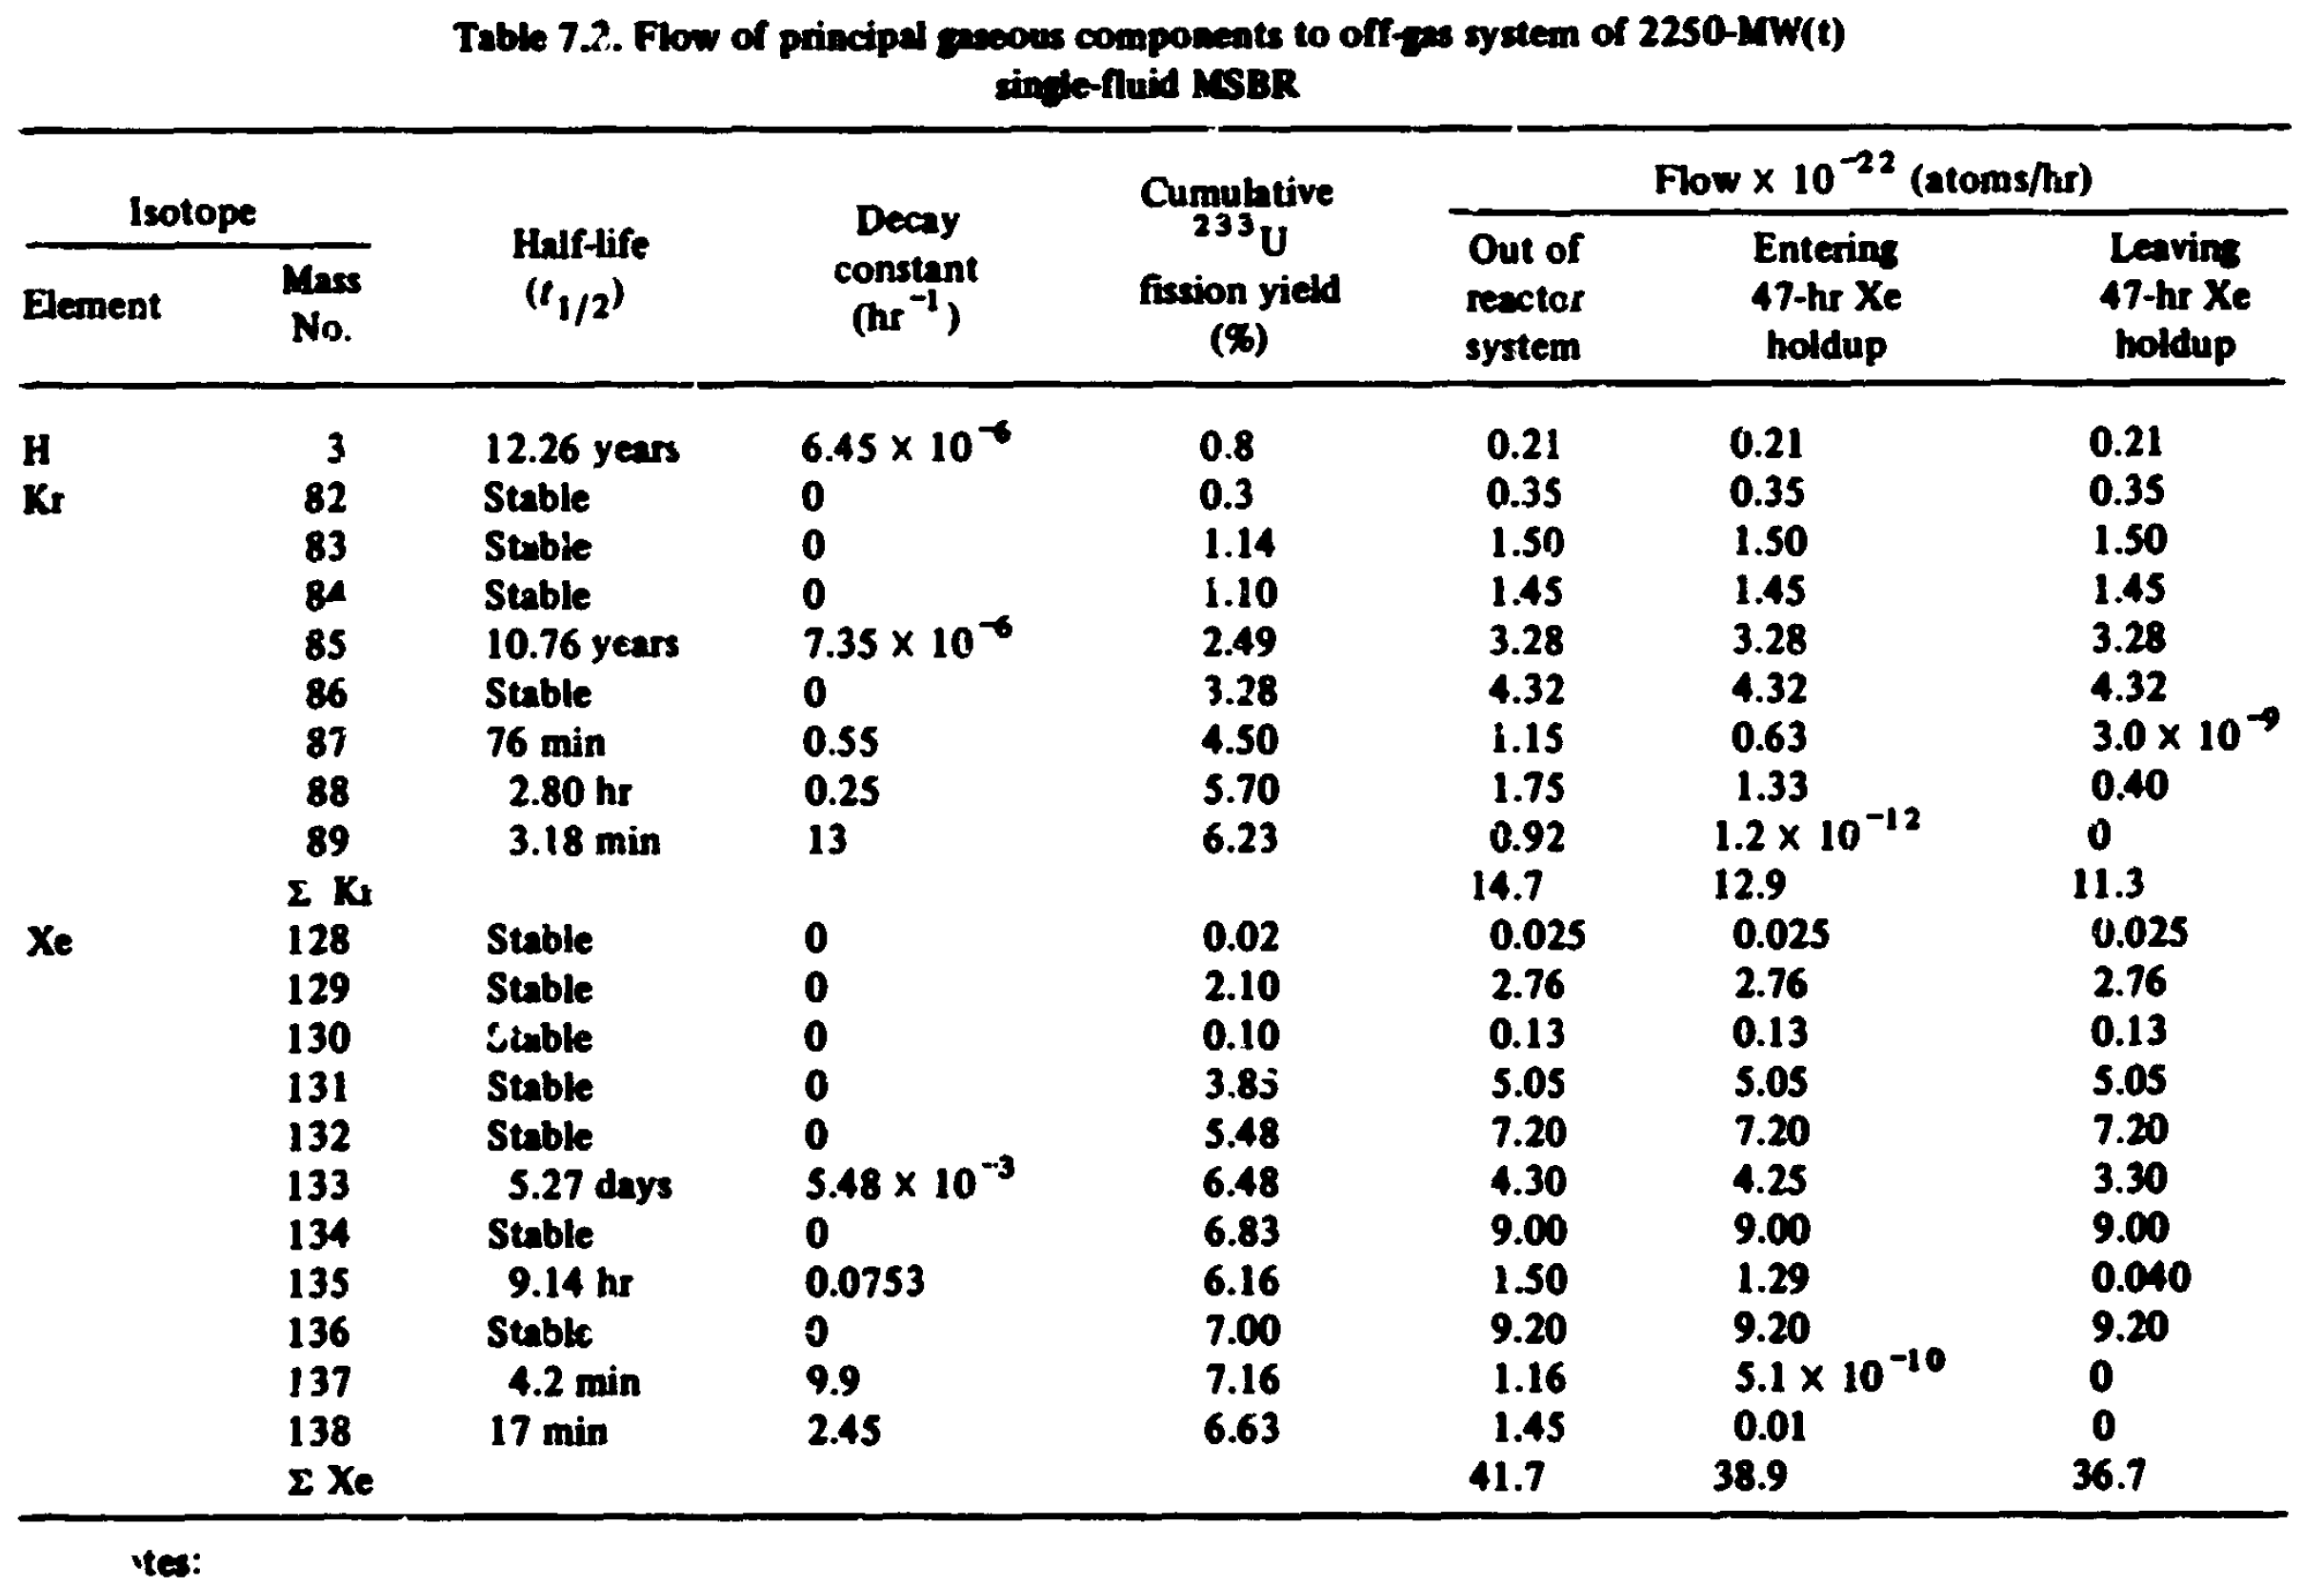 Table 7.2. Flow of principal gaseous components to off-gas system of 2250-MW(t)
single-fluid MSBR
Isotope Half-life (t1/2) Decay constant (hr⁻¹) Cumulative ²³³U fission yield (%) Flow × 10⁻²² (atoms/hr)
Element Mass No. Out of reactor system Entering 47-hr Xe holdup Leaving 47-hr Xe holdup
H 3 12.26 years 6.45 × 10⁻⁶ 0.8 0.21 0.21 0.21
Kr 82 Stable 0 0.3 0.35 0.35 0.35
83 Stable 0 1.14 1.50 1.50 1.50
84 Stable 0 1.10 1.45 1.45 1.45
85 10.76 years 7.35 × 10⁻⁶ 2.49 3.28 3.28 3.28
86 Stable 0 3.28 4.32 4.32 4.32
87 76 min 0.55 4.50 1.15 0.63 3.0 × 10⁻⁹
88 2.80 hr 0.25 5.70 1.75 1.33 0.40
89 3.18 min 13 6.23 0.92 1.2 × 10⁻¹² 0
Σ Kr 14.7 12.9 11.3
Xe 128 Stable 0 0.02 0.025 0.025 0.025
129 Stable 0 2.10 2.76 2.76 2.76
130 Stable 0 0.10 0.13 0.13 0.13
131 Stable 0 3.85 5.05 5.05 5.05
132 Stable 0 5.48 7.20 7.20 7.20
133 5.27 days 5.48 × 10⁻³ 6.48 4.30 4.25 3.30
134 Stable 0 6.83 9.00 9.00 9.00
135 9.14 hr 0.0753 6.16 1.50 1.29 0.040
136 Stable 0 7.00 9.20 9.20 9.20
137 4.2 min 9.9 7.16 1.16 5.1 × 10⁻¹⁰ 0
138 17 min 2.45 6.63 1.45 0.01 0
Σ Xe 41.7 38.9 36.7